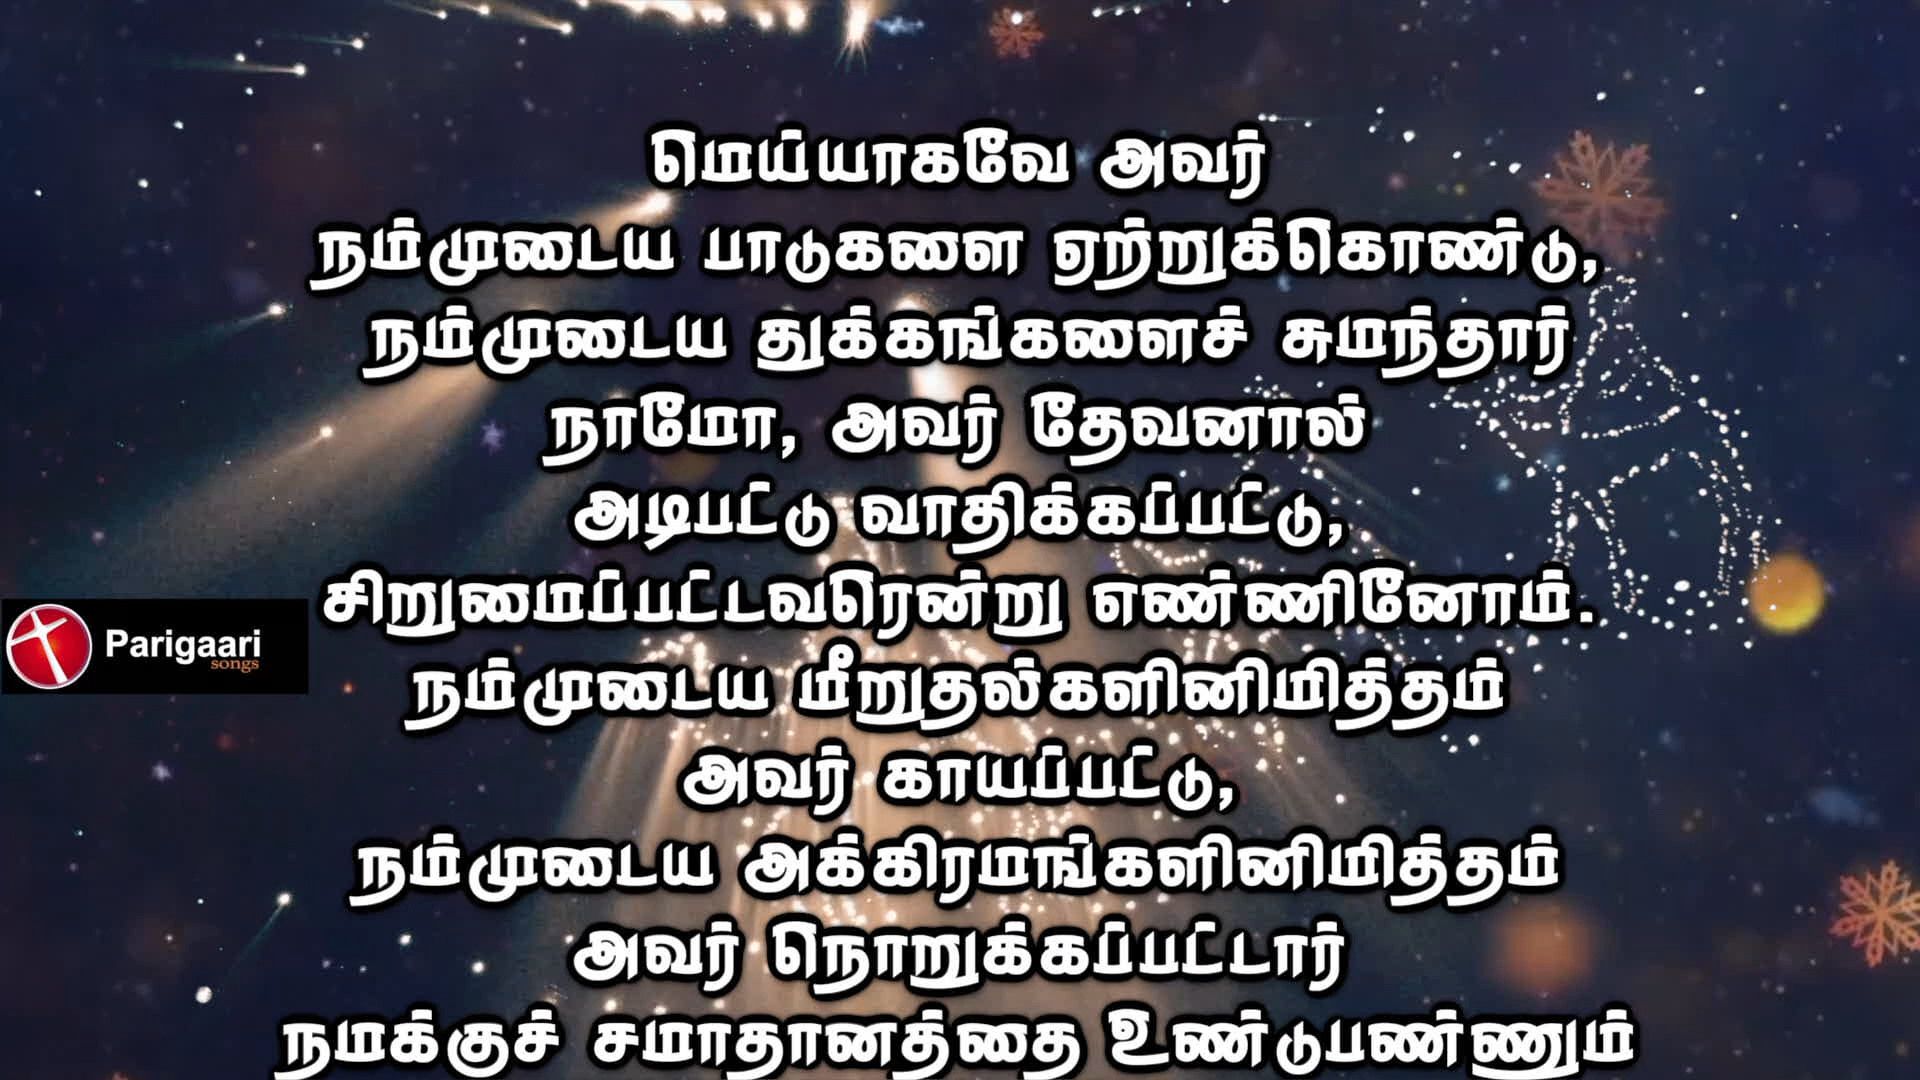 மெய்யாகவே அவர்
நம்முடைய பாடுகளை ஏற்றுக்கொண்டு,
நம்முடைய துக்கங்களைச் சுமந்தார்
நாமோ, அவர் தேவனால்
அடிபட்டு வாதிக்கப்பட்டு,
சிறுமைப்பட்டவரென்று எண்ணினோம்.
Parigaari
songs
நம்முடைய மீறுதல்களினிமித்தம்
அவர் காயப்பட்டு,
நம்முடைய அக்கிரமங்களினிமித்தம்
அவர் நொறுக்கப்பட்டார்
நமக்குச் சமாதானத்தை உண்டுபண்ணும்